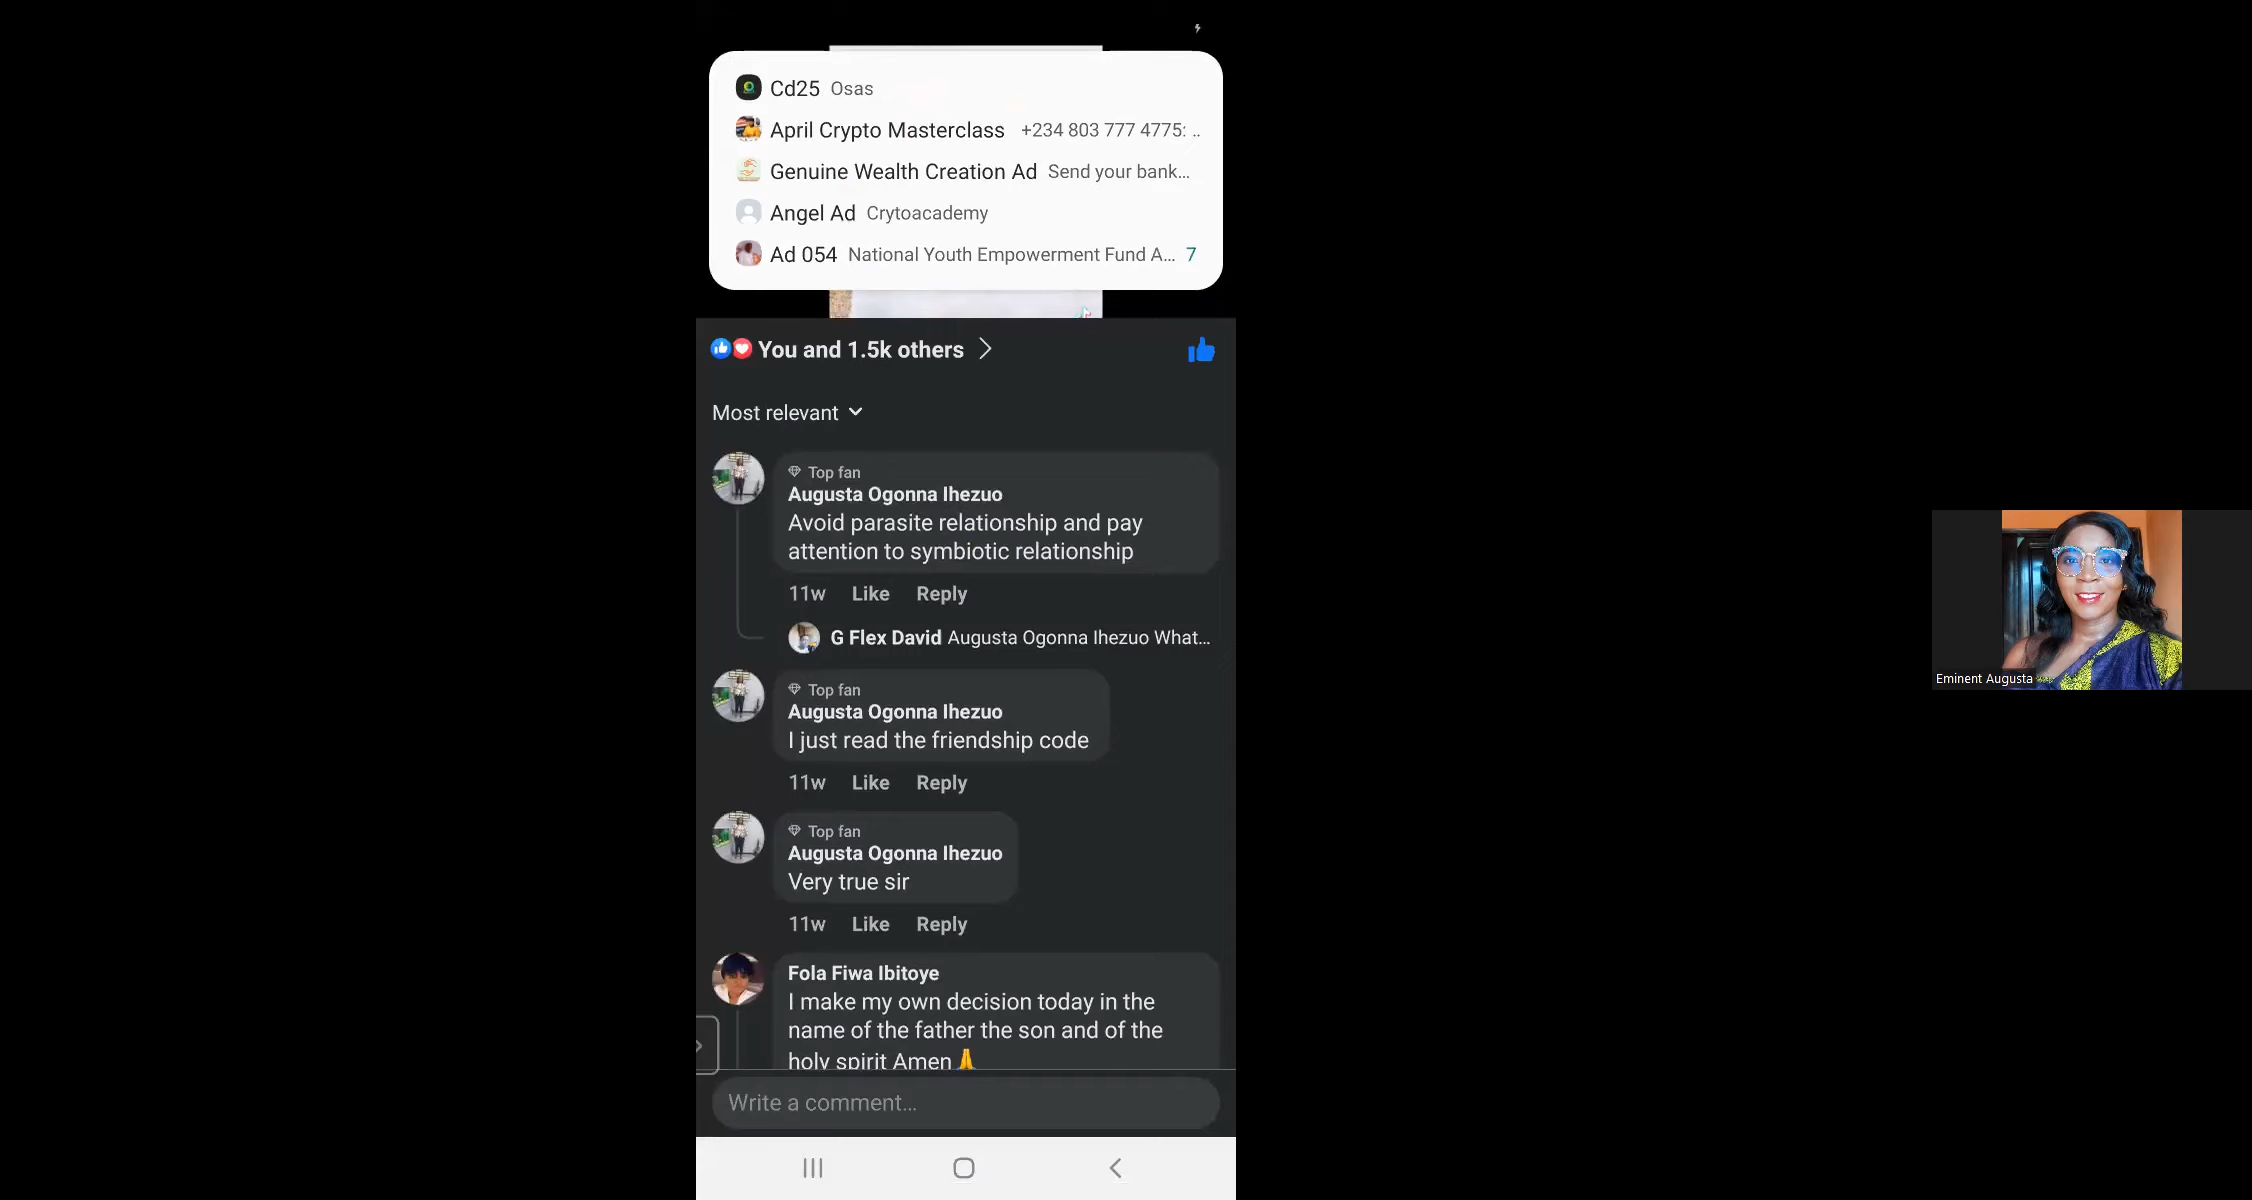 Cd25 Osas
April Crypto Masterclass +234 803 777 4775: ..
Genuine Wealth Creation Ad Send your bank...
Angel Ad Crytoacademy
Ad 054 National Youth Empowerment Fund A... 7
You and 1.5k others
Most relevant
Top fan
Augusta Ogonna Ihezuo
Avoid parasite relationship and pay
attention to symbiotic relationship
11w Like Reply
G Flex David Augusta Ogonna Ihezuo What...
Top fan
Augusta Ogonna Ihezuo
I just read the friendship code
11w Like Reply
Top fan
Augusta Ogonna Ihezuo
Very true sir
11w Like Reply
Fola Fiwa Ibitoye
I make my own decision today in the
name of the father the son and of the
holy spirit Amen🙏
Write a comment...
Eminent Augusta